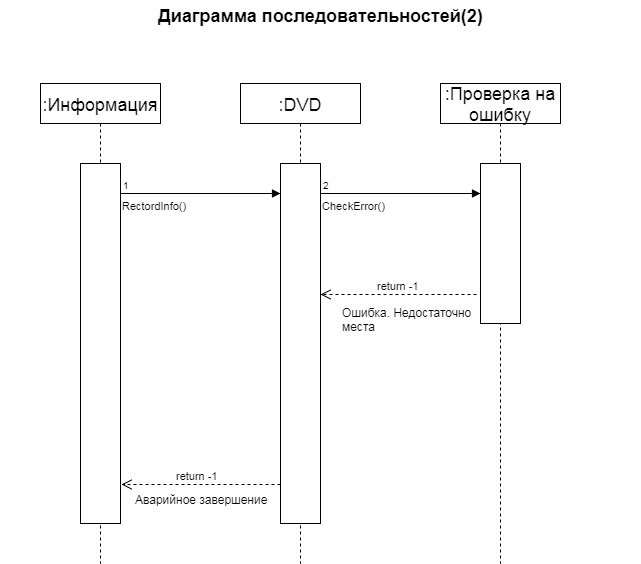 Диаграмма последовательностей(2)
:Информация
:DVD
:Проверка на
ошибку
1
2
RectordInfo()
CheckError()
return -1
Ошибка. Недостаточно
места
return -1
Аварийное завершение